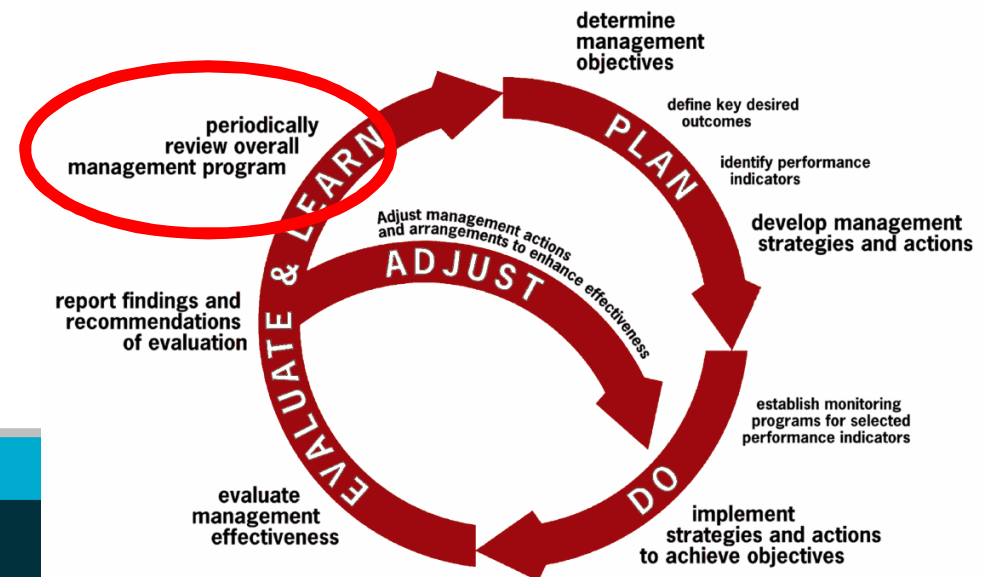 determine
management
objectives
define key desired
outcomes
PLAN
identify performance
indicators
develop management
strategies and actions
establish monitoring
programs for selected
performance indicators
DO
implement
strategies and actions
to achieve objectives
evaluate
management
effectiveness
EVALUATE & LEARN
report findings and
recommendations
of evaluation
periodically
review overall
management program
Adjust management actions
and arrangements to enhance effectiveness
ADJUST